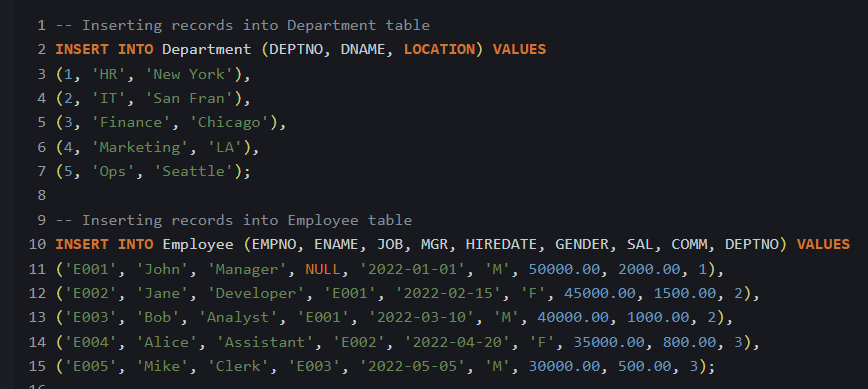 1 -- Inserting records into Department table
2 INSERT INTO Department (DEPTNO, DNAME, LOCATION) VALUES
3 (1, 'HR', 'New York'),
4 (2, 'IT', 'San Fran'),
5 (3, 'Finance', 'Chicago'),
6 (4, 'Marketing', 'LA'),
7 (5, 'Ops', 'Seattle');
8
9 -- Inserting records into Employee table
10 INSERT INTO Employee (EMPNO, ENAME, JOB, MGR, HIREDATE, GENDER, SAL, COMM, DEPTNO) VALUES
11 ('E001', 'John', 'Manager', NULL, '2022-01-01', 'M', 50000.00, 2000.00, 1),
12 ('E002', 'Jane', 'Developer', 'E001', '2022-02-15', 'F', 45000.00, 1500.00, 2),
13 ('E003', 'Bob', 'Analyst', 'E001', '2022-03-10', 'M', 40000.00, 1000.00, 2),
14 ('E004', 'Alice', 'Assistant', 'E002', '2022-04-20', 'F', 35000.00, 800.00, 3),
15 ('E005', 'Mike', 'Clerk', 'E003', '2022-05-05', 'M', 30000.00, 500.00, 3);